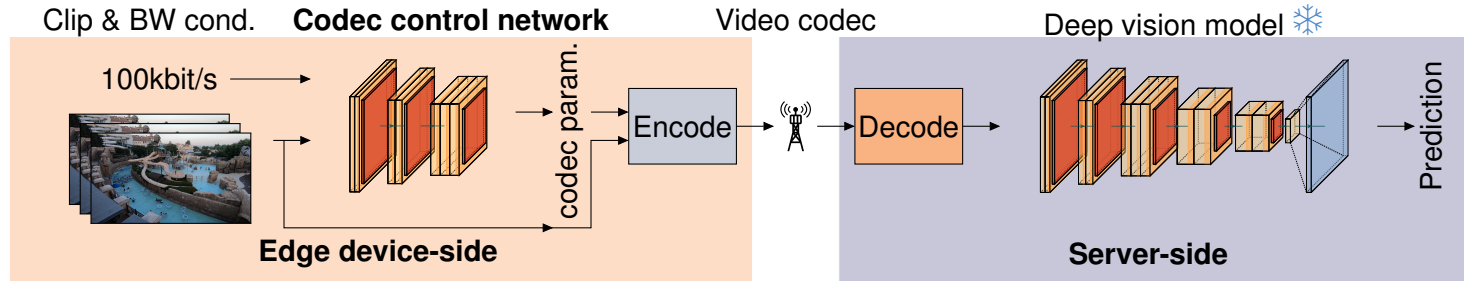 Clip & BW cond.
Codec control network
Video codec
Deep vision model
100kbit/s
codec param.
Encode
Decode
Prediction
Edge device-side
Server-side